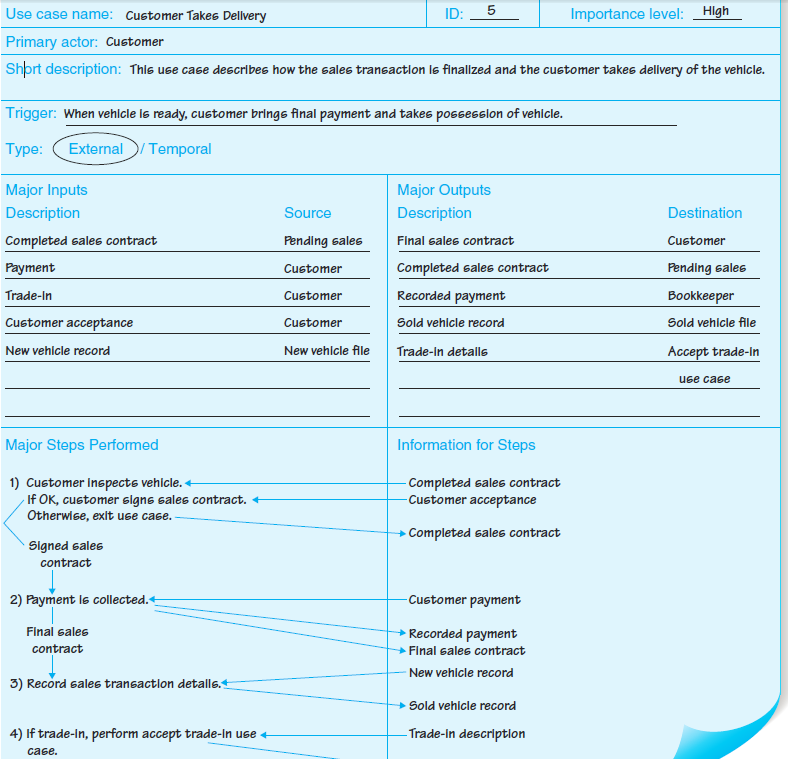 Use case name: Customer Takes Delivery ID: 5 Importance level: High
Primary actor: Customer
Short description: This use case describes how the sales transaction is finalized and the customer takes delivery of the vehicle.
Trigger: When vehicle is ready, customer brings final payment and takes possession of vehicle.
Type: External / Temporal
Major Inputs
Description Source
Completed sales contract Pending sales
Payment Customer
Trade-in Customer
Customer acceptance Customer
New vehicle record New vehicle file
Major Outputs
Description Destination
Final sales contract Customer
Completed sales contract Pending sales
Recorded payment Bookkeeper
Sold vehicle record Sold vehicle file
Trade-in details Accept trade-in
use case
Major Steps Performed
1) Customer inspects vehicle.
If OK, customer signs sales contract.
Otherwise, exit use case.
Signed sales
contract
2) Payment is collected.
Final sales
contract
3) Record sales transaction details.
4) If trade-in, perform accept trade-in use
case.
Information for Steps
Completed sales contract
Customer acceptance
Completed sales contract
Customer payment
Recorded payment
Final sales contract
New vehicle record
Sold vehicle record
Trade-in description